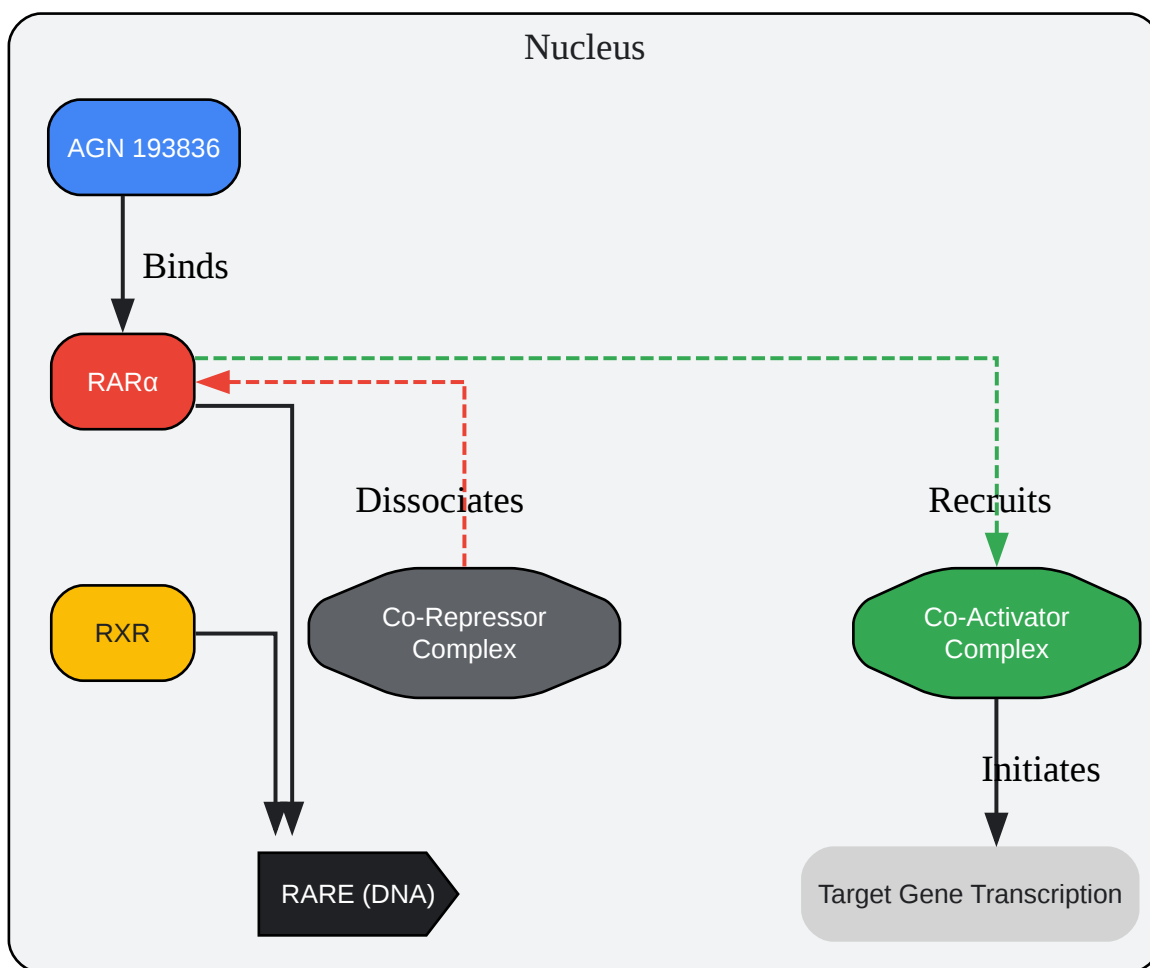 Nucleus
AGN 193836
Binds
RARα
Dissociates
Recruits
RXR
Co-Repressor
Complex
Co-Activator
Complex
Initiates
RARE (DNA)
Target Gene Transcription